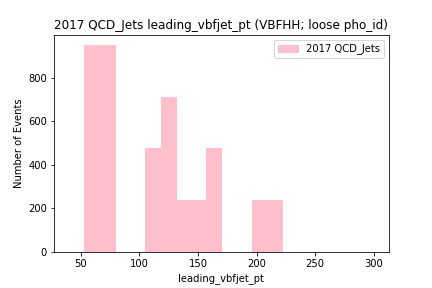 2017 QCD_Jets leading_vbfjet_pt (VBFHH; loose pho_id)
2017 QCD_Jets
Number of Events
800
600
400
200
0
50 100 150 200 250 300
leading_vbfjet_pt